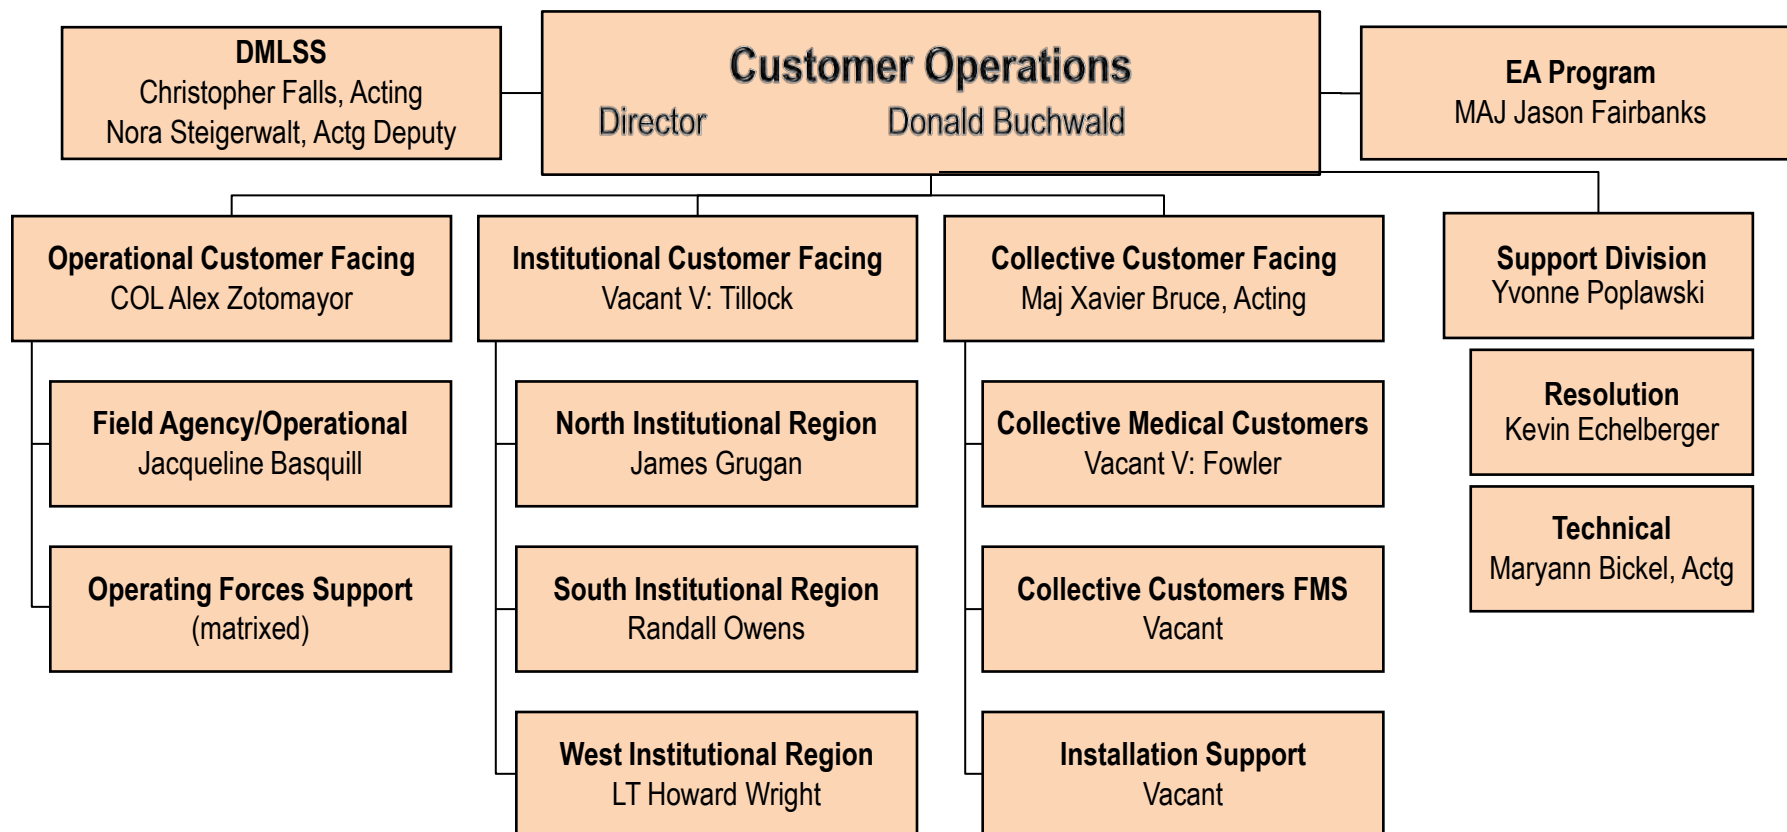 DMLSS
Christopher Falls, Acting
Nora Steigerwalt, Actg Deputy
Customer Operations
Director Donald Buchwald
EA Program
MAJ Jason Fairbanks
Operational Customer Facing
COL Alex Zotomayor
Institutional Customer Facing
Vacant V: Tillock
Collective Customer Facing
Maj Xavier Bruce, Acting
Support Division
Yvonne Poplawski
Field Agency/Operational
Jacqueline Basquill
North Institutional Region
James Grugan
Collective Medical Customers
Vacant V: Fowler
Resolution
Kevin Echelberger
Technical
Maryann Bickel, Actg
Operating Forces Support
(matrixed)
South Institutional Region
Randall Owens
Collective Customers FMS
Vacant
West Institutional Region
LT Howard Wright
Installation Support
Vacant